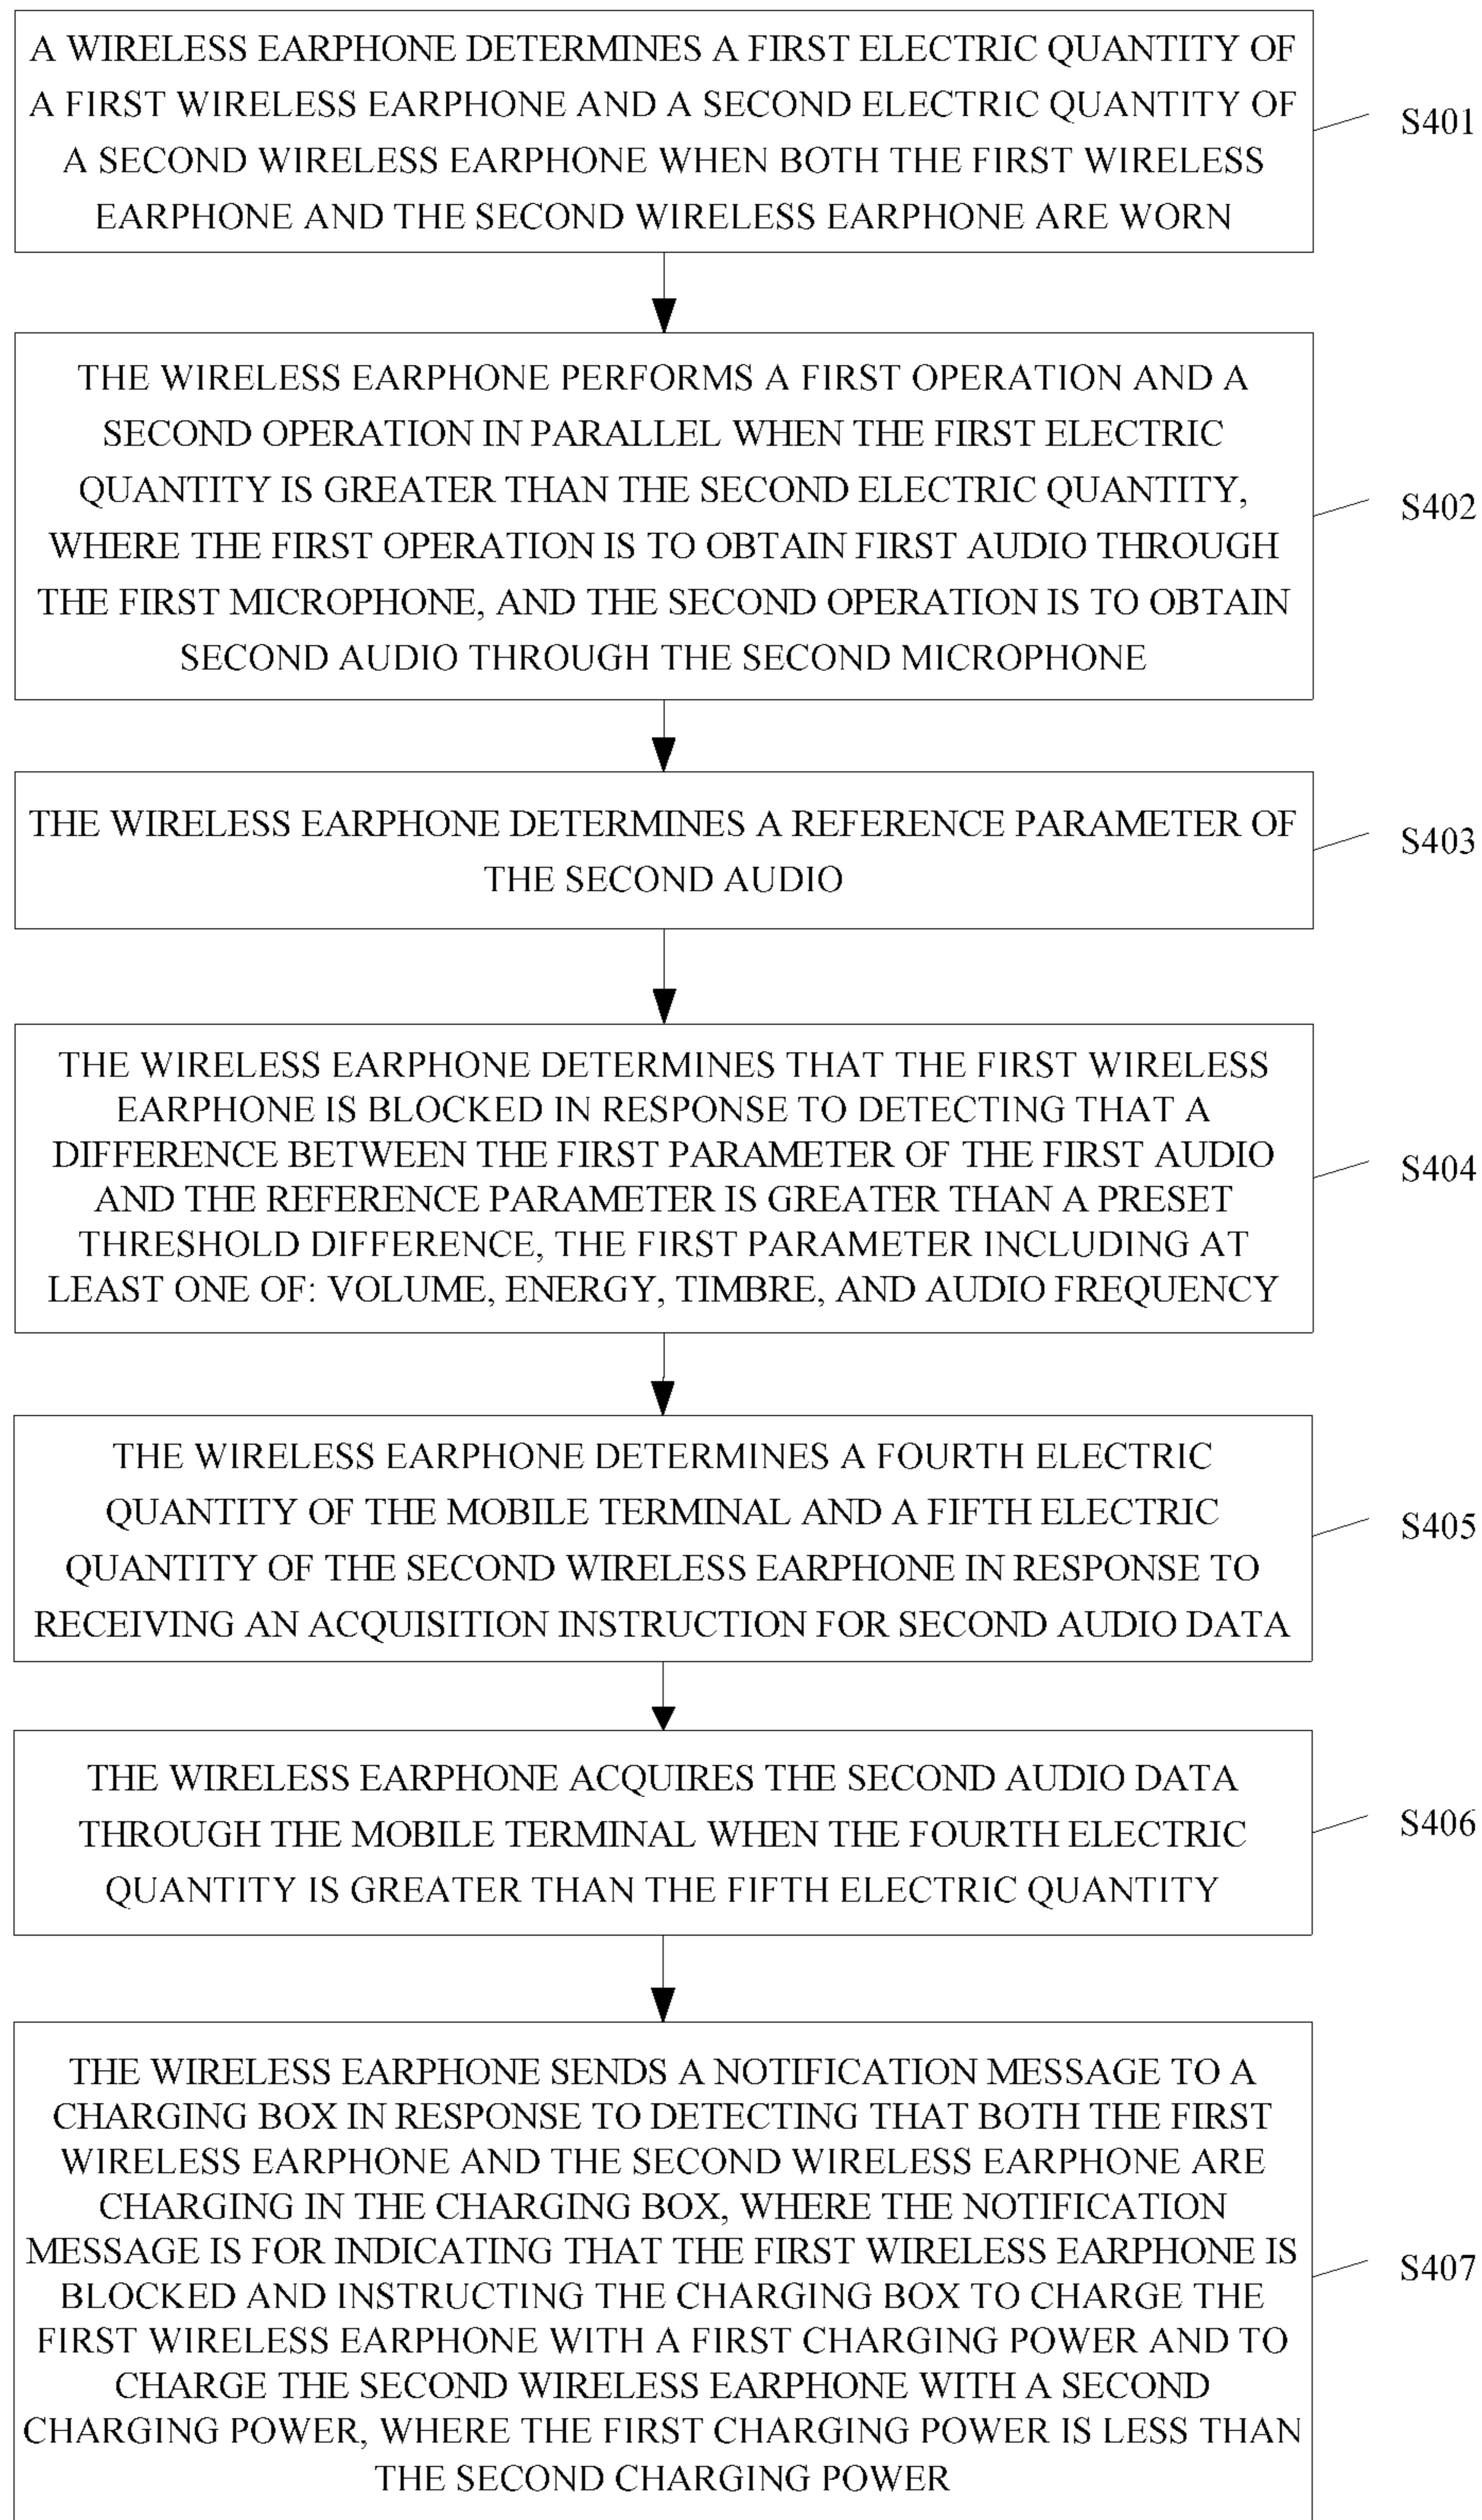 A WIRELESS EARPHONE DETERMINES A FIRST ELECTRIC QUANTITY OF
A FIRST WIRELESS EARPHONE AND A SECOND ELECTRIC QUANTITY OF
A SECOND WIRELESS EARPHONE WHEN BOTH THE FIRST WIRELESS
EARPHONE AND THE SECOND WIRELESS EARPHONE ARE WORN
S401
THE WIRELESS EARPHONE PERFORMS A FIRST OPERATION AND A
SECOND OPERATION IN PARALLEL WHEN THE FIRST ELECTRIC
QUANTITY IS GREATER THAN THE SECOND ELECTRIC QUANTITY,
WHERE THE FIRST OPERATION IS TO OBTAIN FIRST AUDIO THROUGH
THE FIRST MICROPHONE, AND THE SECOND OPERATION IS TO OBTAIN
SECOND AUDIO THROUGH THE SECOND MICROPHONE
S402
THE WIRELESS EARPHONE DETERMINES A REFERENCE PARAMETER OF
THE SECOND AUDIO
S403
THE WIRELESS EARPHONE DETERMINES THAT THE FIRST WIRELESS
EARPHONE IS BLOCKED IN RESPONSE TO DETECTING THAT A
DIFFERENCE BETWEEN THE FIRST PARAMETER OF THE FIRST AUDIO
AND THE REFERENCE PARAMETER IS GREATER THAN A PRESET
THRESHOLD DIFFERENCE, THE FIRST PARAMETER INCLUDING AT
LEAST ONE OF: VOLUME, ENERGY, TIMBRE, AND AUDIO FREQUENCY
S404
THE WIRELESS EARPHONE DETERMINES A FOURTH ELECTRIC
QUANTITY OF THE MOBILE TERMINAL AND A FIFTH ELECTRIC
QUANTITY OF THE SECOND WIRELESS EARPHONE IN RESPONSE TO
RECEIVING AN ACQUISITION INSTRUCTION FOR SECOND AUDIO DATA
S405
THE WIRELESS EARPHONE ACQUIRES THE SECOND AUDIO DATA
THROUGH THE MOBILE TERMINAL WHEN THE FOURTH ELECTRIC
QUANTITY IS GREATER THAN THE FIFTH ELECTRIC QUANTITY
S406
THE WIRELESS EARPHONE SENDS A NOTIFICATION MESSAGE TO A
CHARGING BOX IN RESPONSE TO DETECTING THAT BOTH THE FIRST
WIRELESS EARPHONE AND THE SECOND WIRELESS EARPHONE ARE
CHARGING IN THE CHARGING BOX, WHERE THE NOTIFICATION
MESSAGE IS FOR INDICATING THAT THE FIRST WIRELESS EARPHONE IS
BLOCKED AND INSTRUCTING THE CHARGING BOX TO CHARGE THE
FIRST WIRELESS EARPHONE WITH A FIRST CHARGING POWER AND TO
CHARGE THE SECOND WIRELESS EARPHONE WITH A SECOND
CHARGING POWER, WHERE THE FIRST CHARGING POWER IS LESS THAN
THE SECOND CHARGING POWER
S407